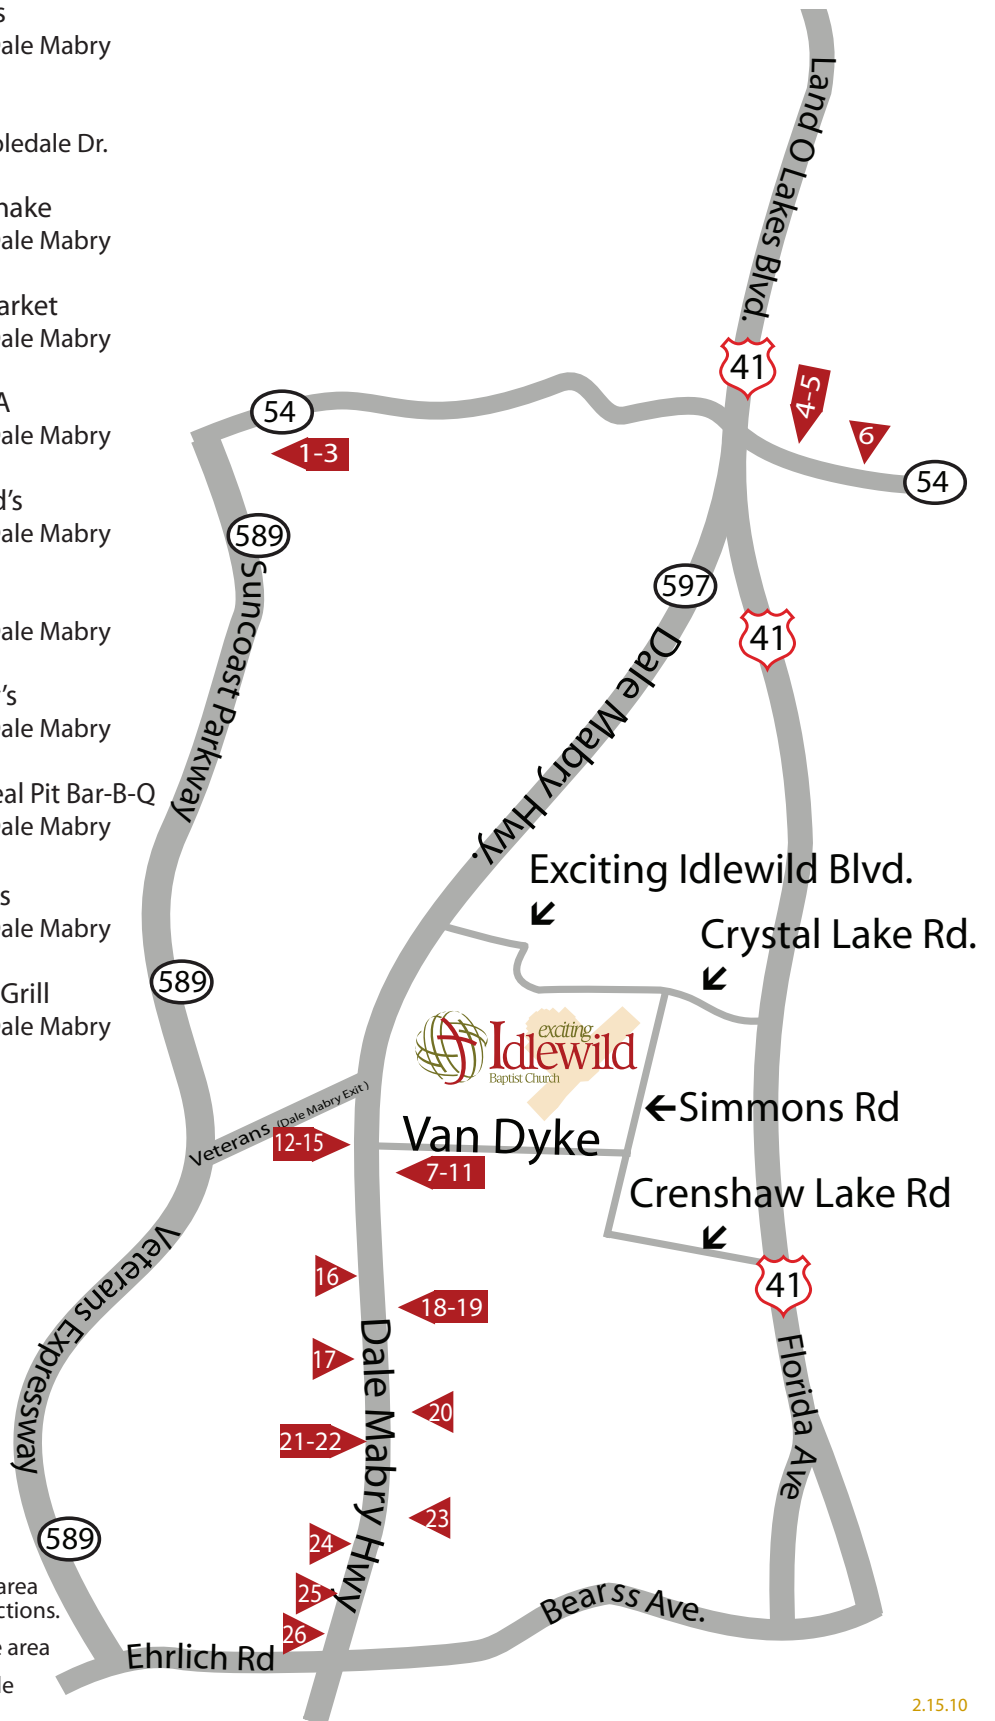 ale Mabry
pledale Dr.
nake
ale Mabry
arket
ale Mabry
A
ale Mabry
d's
ale Mabry
ale Mabry
's
ale Mabry
eal Pit Bar-B-Q
ale Mabry
s
ale Mabry
Grill
ale Mabry
area
ctions.
e area
le
Land O Lakes Blvd.
41
4-5
6
54
54
1-3
589
Suncoast Parkway
597
41
Dale Mabry Hwy.
Exciting Idlewild Blvd.
Crystal Lake Rd.
589
exciting
Idlewild
Baptist Church
Simmons Rd
Veterans (Dale Mabry Exit)
12-15
Van Dyke
7-11
Crenshaw Lake Rd
Veterans Expressway
16
18-19
41
Dale Mabry Hwy
17
Florida Ave
20
21-22
23
589
24
25
26
Bearss Ave.
Ehrlich Rd
2.15.10